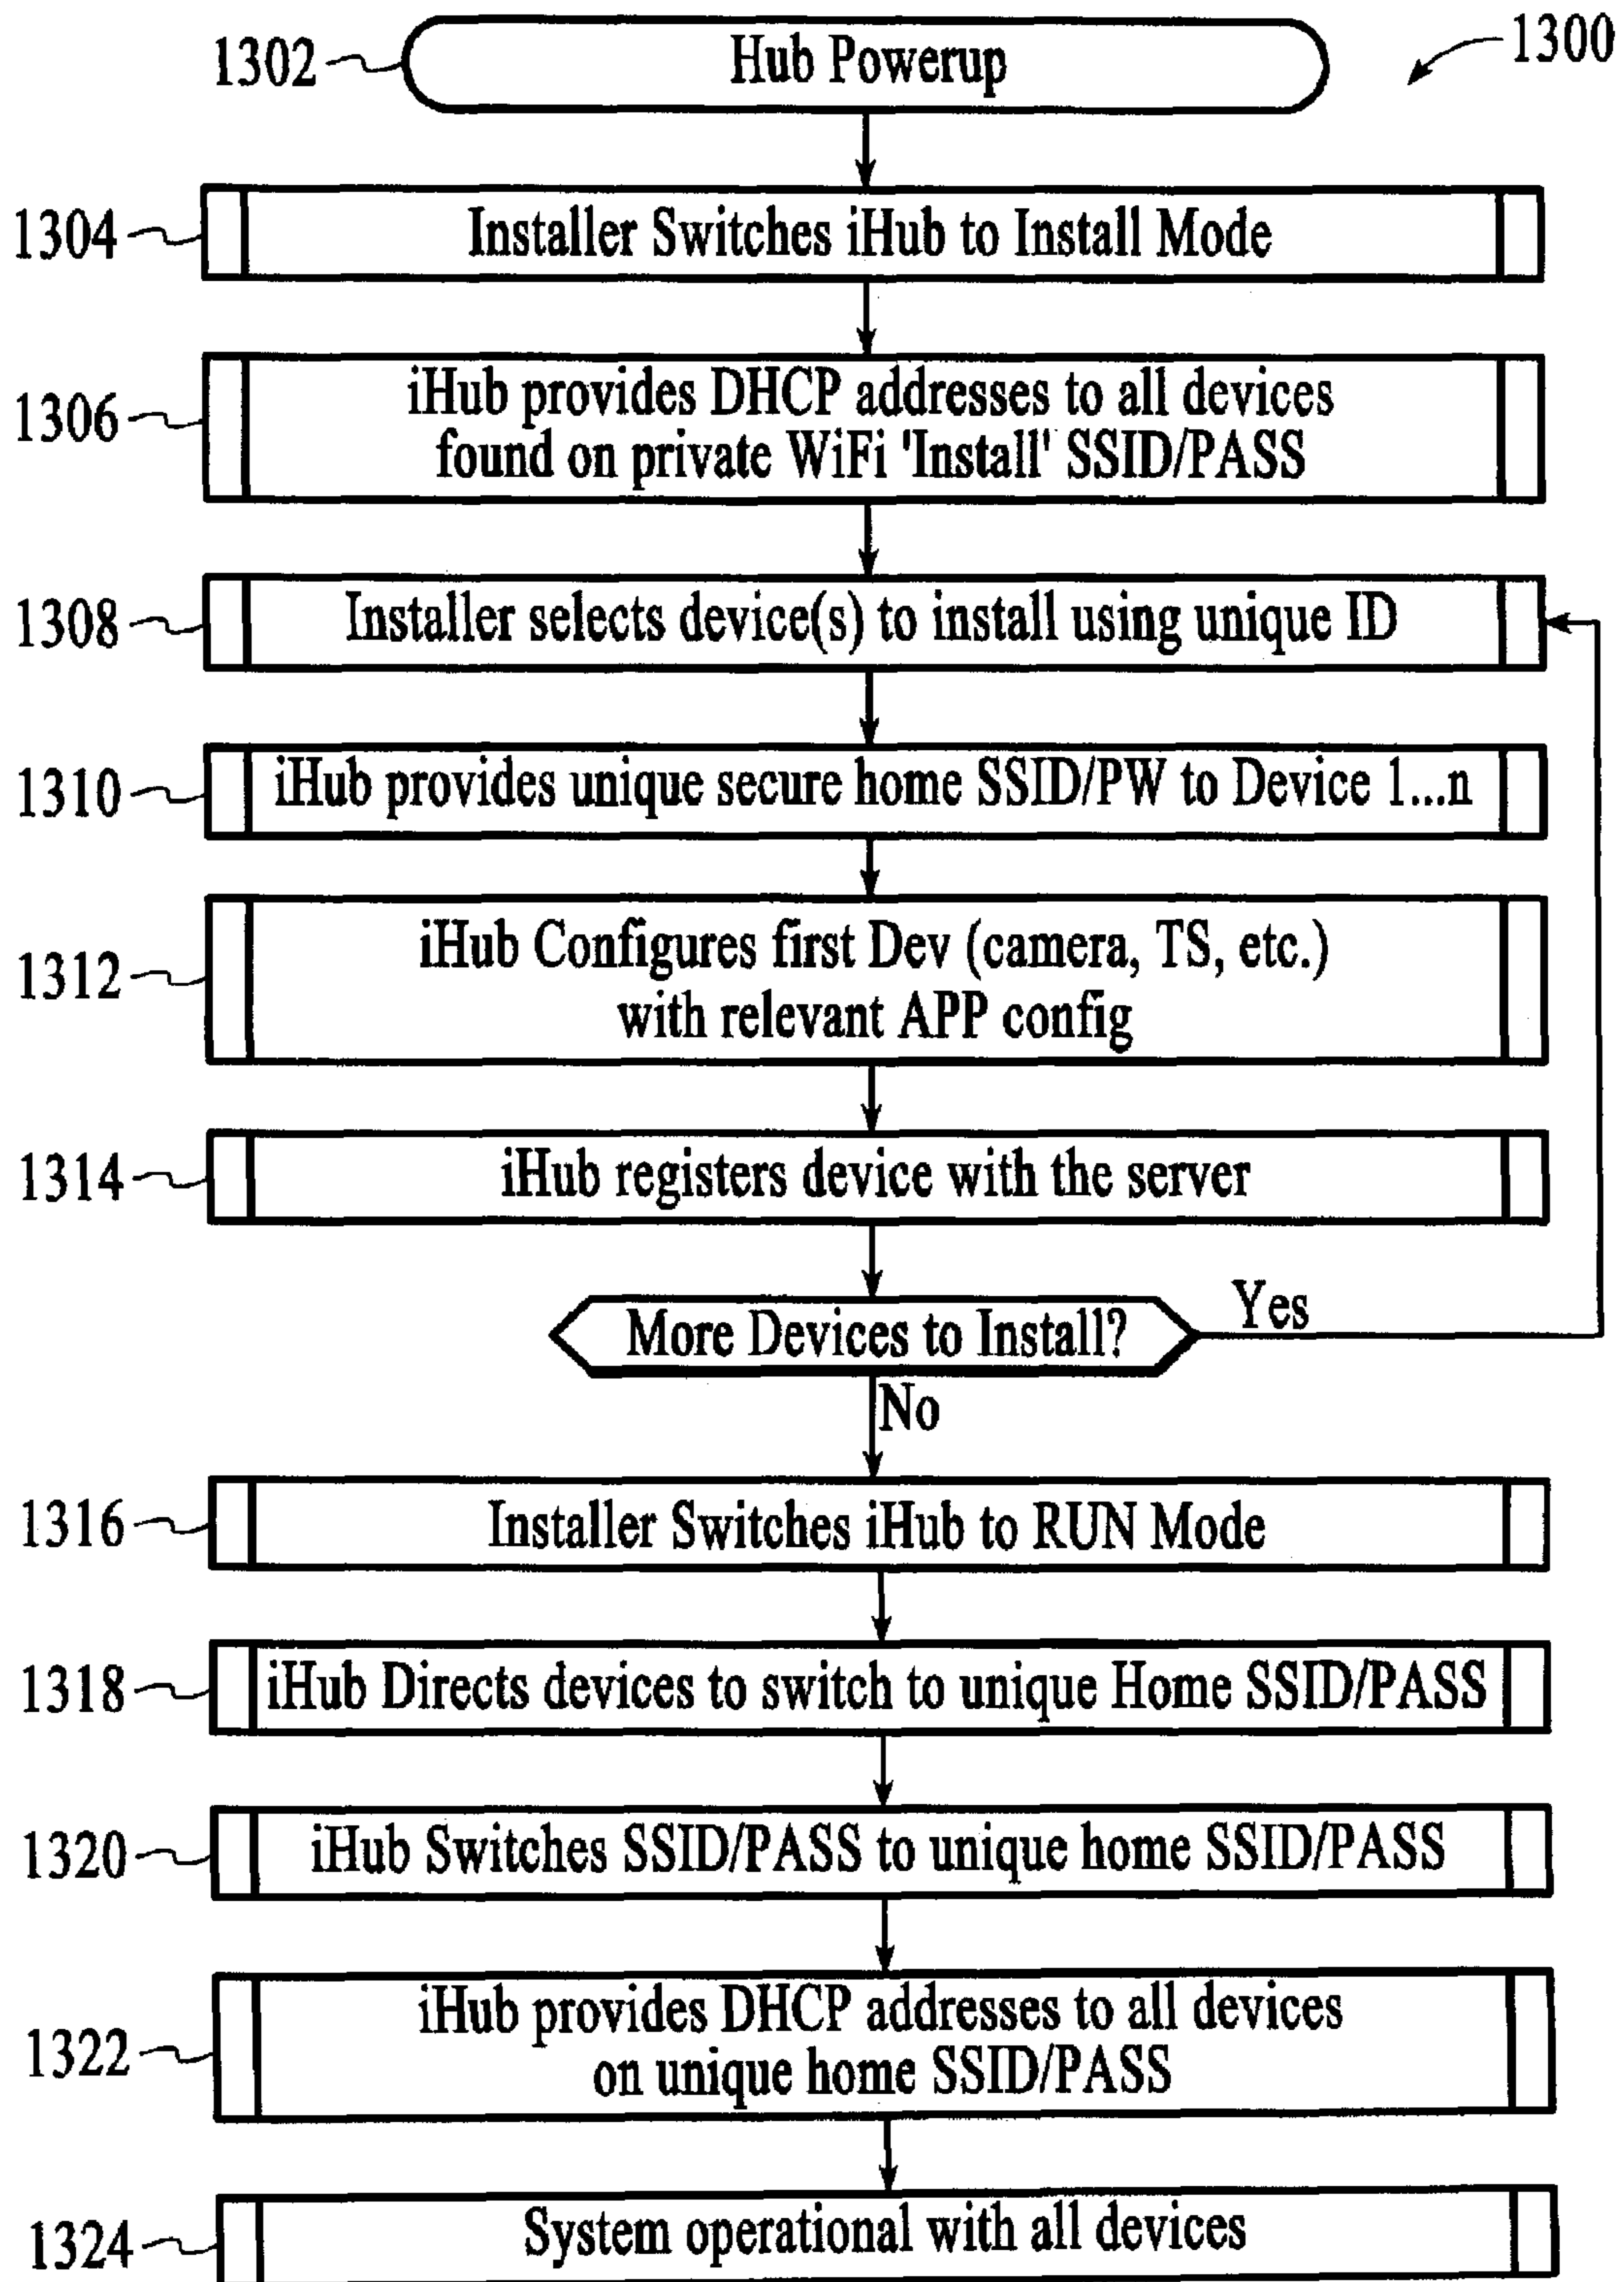 1302
Hub Powerup
1300
1304
Installer Switches iHub to Install Mode
1306
iHub provides DHCP addresses to all devices
found on private WiFi 'Install' SSID/PASS
1308
Installer selects device(s) to install using unique ID
1310
iHub provides unique secure home SSID/PW to Device 1...n
1312
iHub Configures first Dev (camera, TS, etc.)
with relevant APP config
1314
iHub registers device with the server
More Devices to Install?
Yes
No
1316
Installer Switches iHub to RUN Mode
1318
iHub Directs devices to switch to unique Home SSID/PASS
1320
iHub Switches SSID/PASS to unique home SSID/PASS
1322
iHub provides DHCP addresses to all devices
on unique home SSID/PASS
1324
System operational with all devices